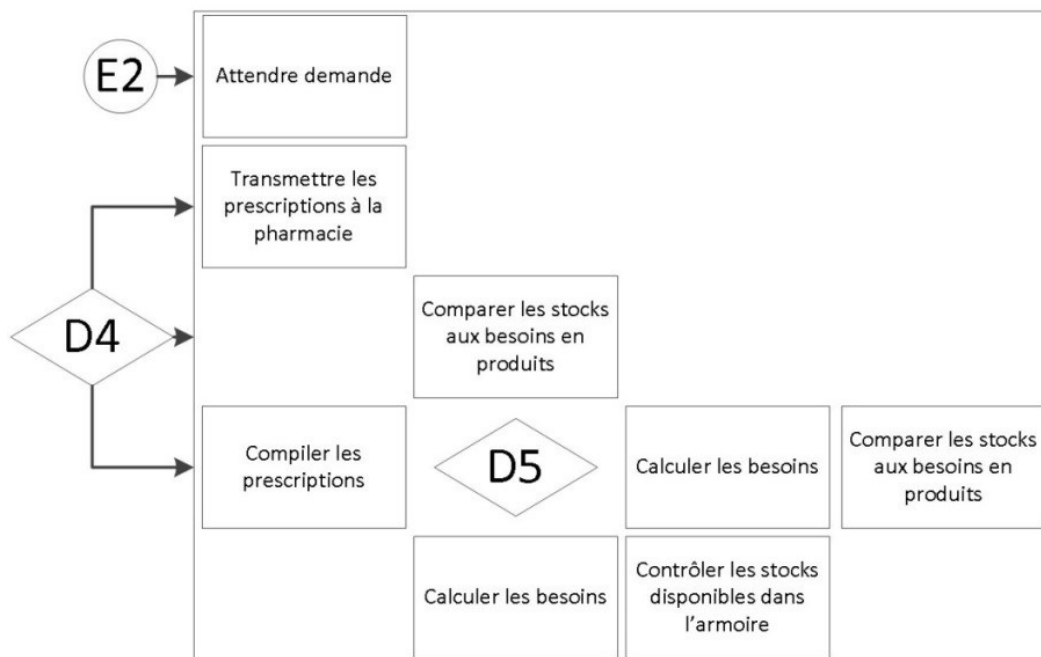 E2
Attendre demande
Transmettre les
prescriptions à la
pharmacie
D4
Comparer les stocks
aux besoins en
produits
Compiler les
prescriptions
D5
Calculer les besoins
Comparer les stocks
aux besoins en
produits
Calculer les besoins
Contrôler les stocks
disponibles dans
l'armoire